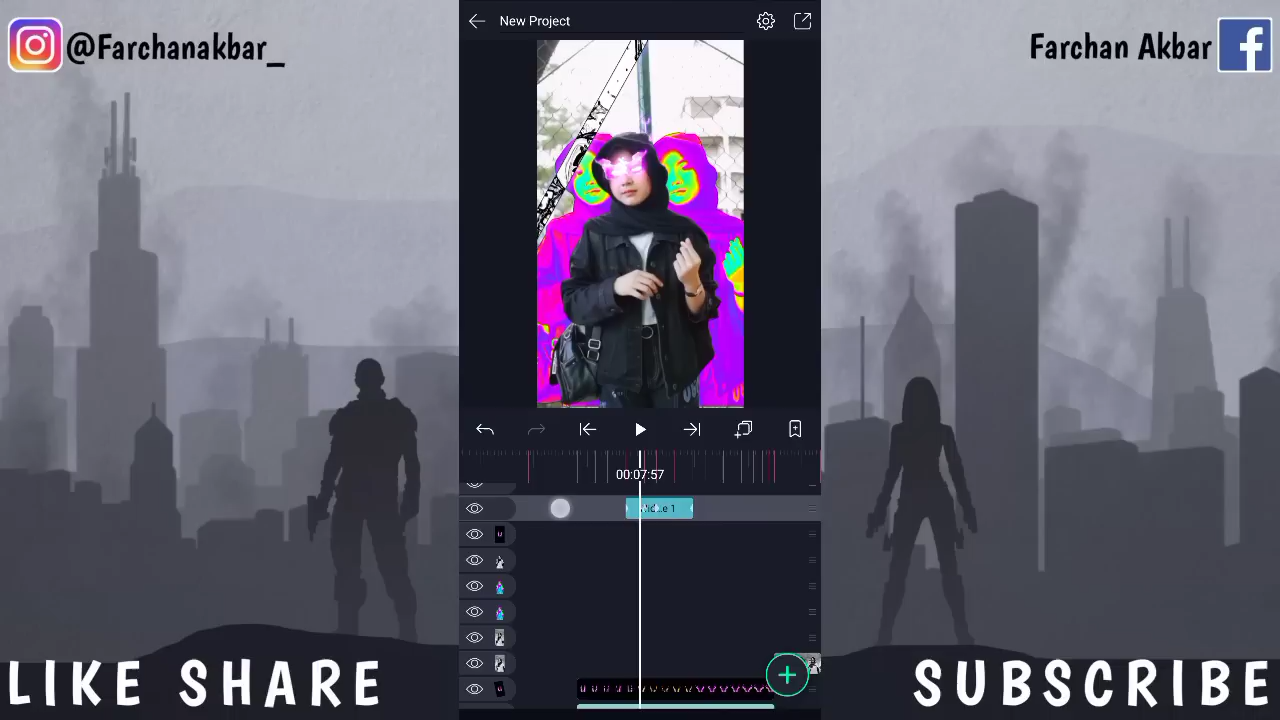 @Farchanakbar_
New Project
Farchan Akbar
00:07:57
LIKE SHARE
SUBSCRIBE